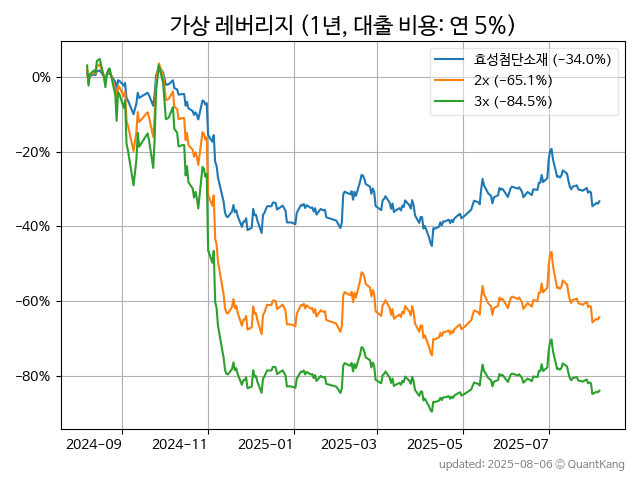 가상 레버리지 (1년, 대출 비용: 연 5%)
효성첨단소재 (−34.0%)
2x (−65.1%)
3x (−84.5%)
0%
−20%
−40%
−60%
−80%
2024-09
2024-11
2025-01
2025-03
2025-05
2025-07
updated: 2025-08-06 © QuantKang